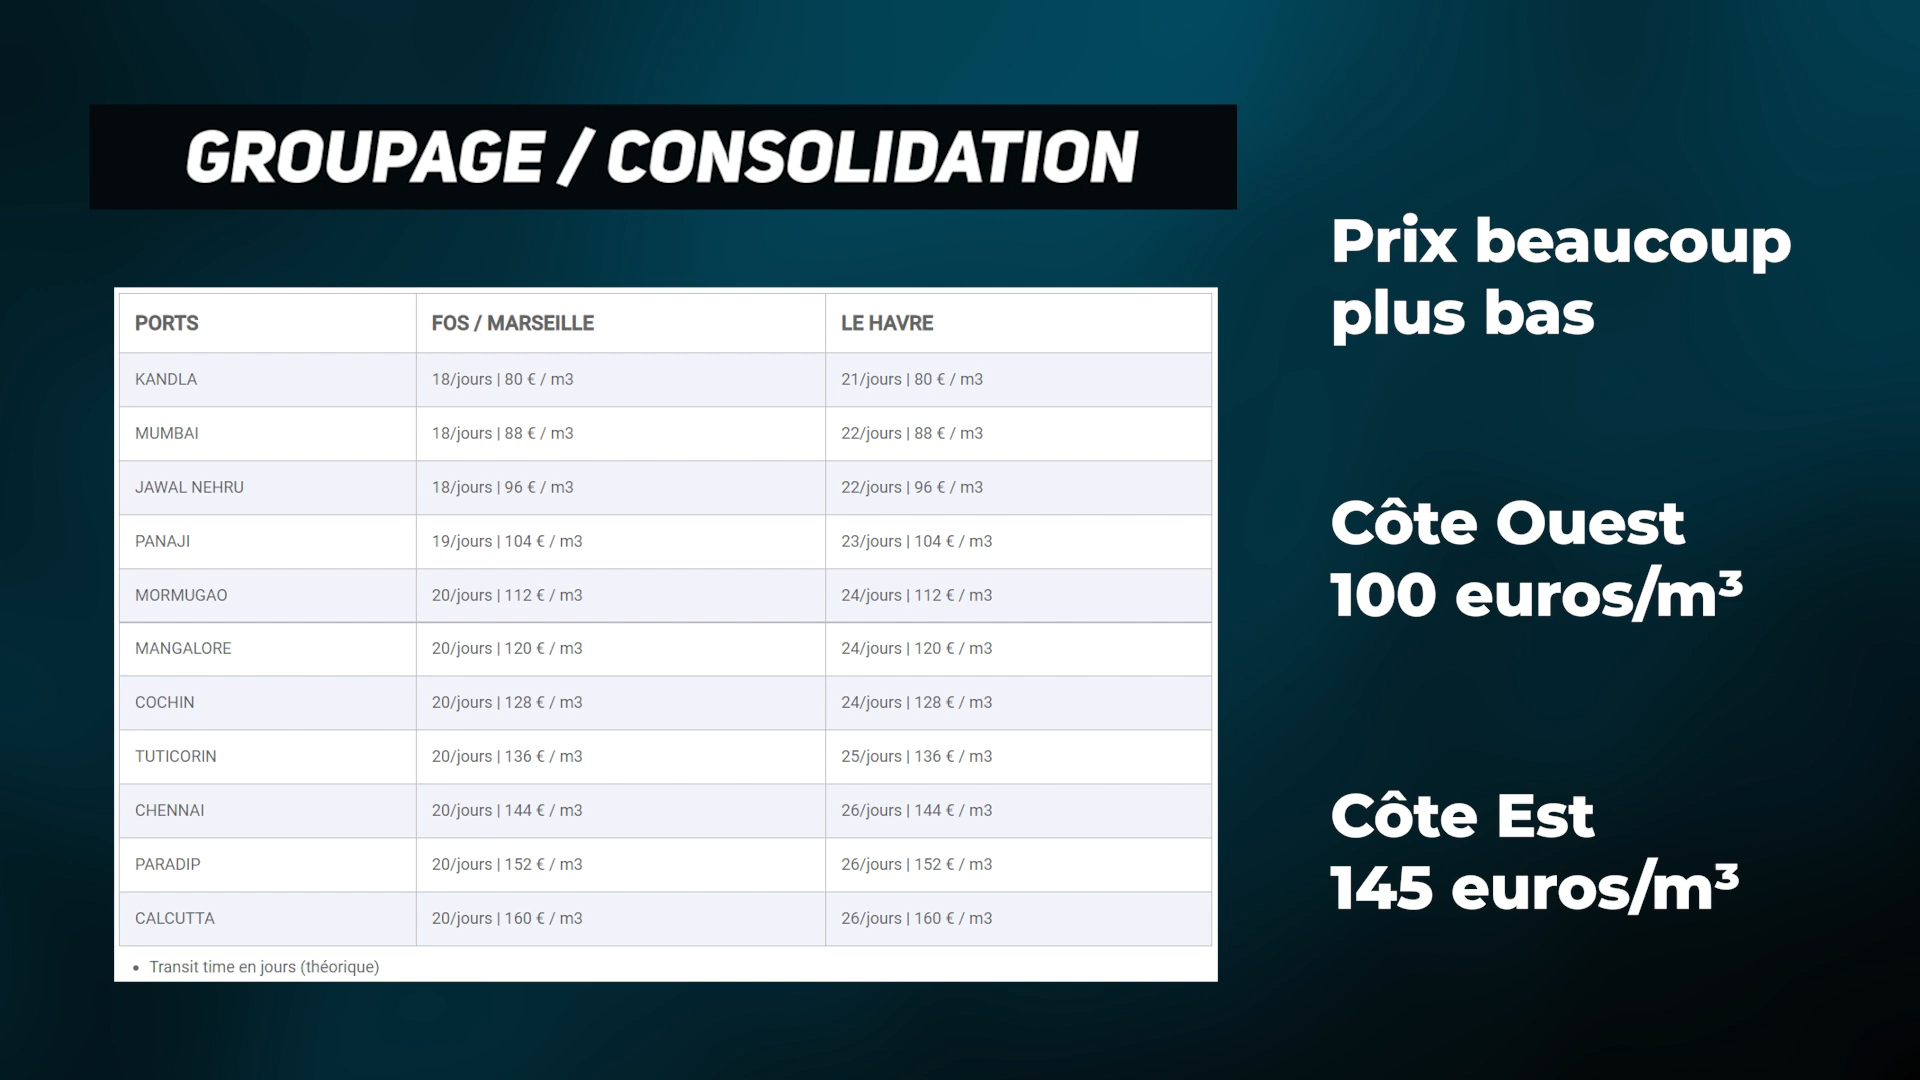 GROUPAGE / CONSOLIDATION
PORTS FOS / MARSEILLE LE HAVRE
KANDLA 18/jours | 80 € / m3 21/jours | 80 € / m3
MUMBAI 18/jours | 88 € / m3 22/jours | 88 € / m3
JAWAL NEHRU 18/jours | 96 € / m3 22/jours | 96 € / m3
PANAJI 19/jours | 104 € / m3 23/jours | 104 € / m3
MORMUGAO 20/jours | 112 € / m3 24/jours | 112 € / m3
MANGALORE 20/jours | 120 € / m3 24/jours | 120 € / m3
COCHIN 20/jours | 128 € / m3 24/jours | 128 € / m3
TUTICORIN 20/jours | 136 € / m3 25/jours | 136 € / m3
CHENNAI 20/jours | 144 € / m3 26/jours | 144 € / m3
PARADIP 20/jours | 152 € / m3 26/jours | 152 € / m3
CALCUTTA 20/jours | 160 € / m3 26/jours | 160 € / m3
• Transit time en jours (théorique)
Prix beaucoup
plus bas
Côte Ouest
100 euros/m³
Côte Est
145 euros/m³